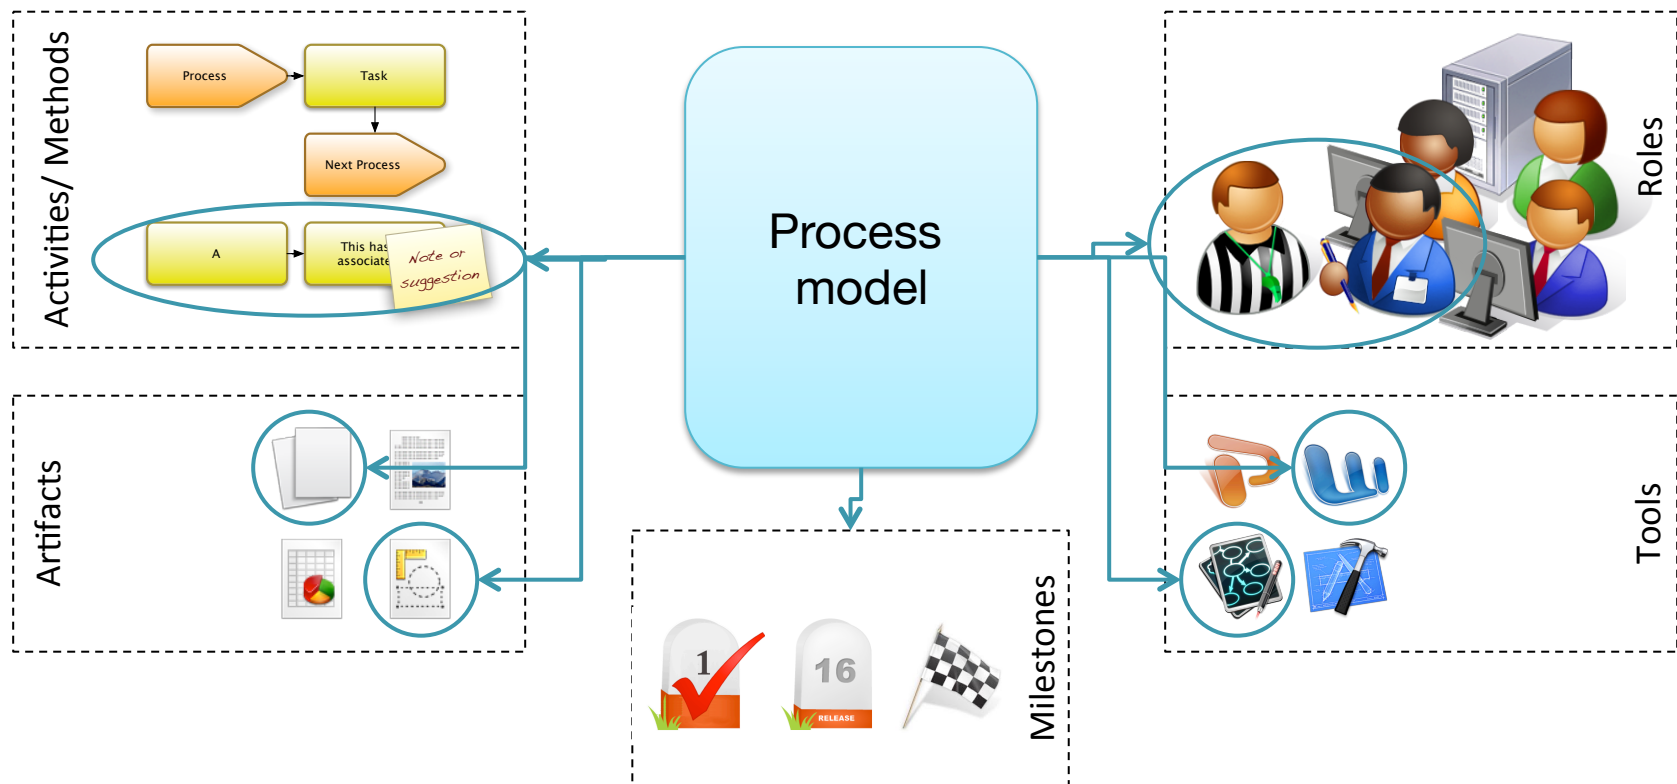 Activities/ Methods
Process
Task
Next Process
A
This has
associate
Note or
suggestion
Process
model
Roles
Artifacts
Tools
Milestones
1
16
RELEASE